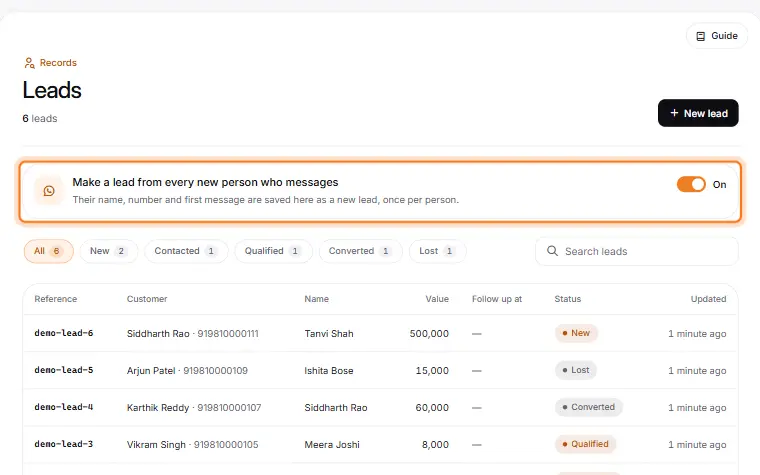 Guide
Records
Leads
6 leads
+ New lead
Make a lead from every new person who messages
On
Their name, number and first message are saved here as a new lead, once per person.
All 6 New 2 Contacted 1 Qualified 1 Converted 1 Lost 1 Search leads
Reference Customer Name Value Follow up at Status Updated
demo-lead-6 Siddharth Rao · 919810000111 Tanvi Shah 500,000 — New 1 minute ago
demo-lead-5 Arjun Patel · 919810000109 Ishita Bose 15,000 — Lost 1 minute ago
demo-lead-4 Karthik Reddy · 919810000107 Siddharth Rao 60,000 — Converted 1 minute ago
demo-lead-3 Vikram Singh · 919810000105 Meera Joshi 8,000 — Qualified 1 minute ago